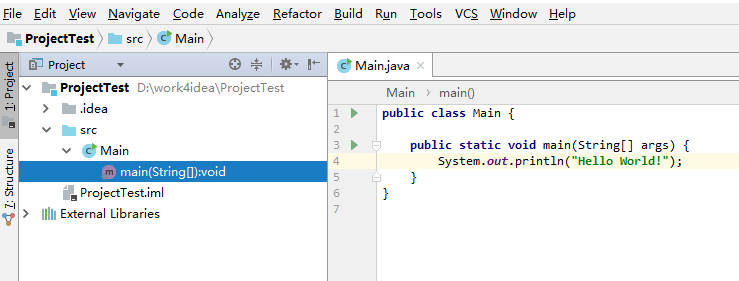 File Edit View Navigate Code Analyze Refactor Build Run Tools VCS Window Help
ProjectTest src Main
1: Project
7: Structure
Project
ProjectTest D:\work4idea\ProjectTest
.idea
src
Main
main(String[]):void
ProjectTest.iml
External Libraries
Main.java
Main main()
1 public class Main {
2
3 public static void main(String[] args) {
4 System.out.println("Hello World!");
5 }
6 }
7